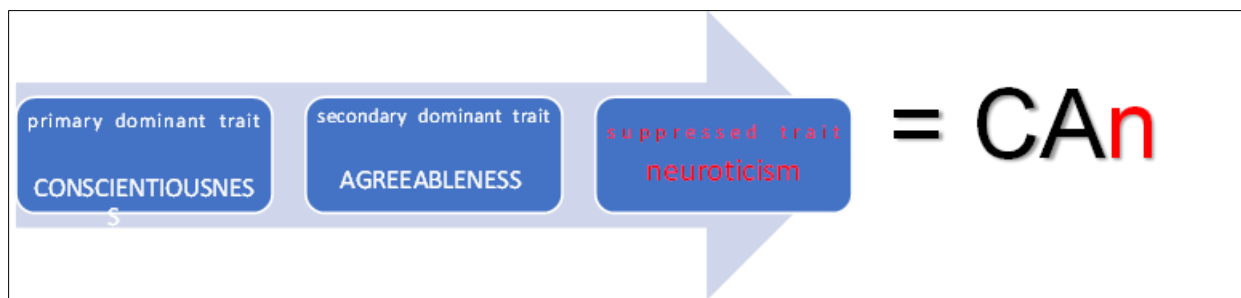 primary dominant trait
CONSCIENTIOUSNES
S
secondary dominant trait
AGREEABLENESS
suppressed trait
neuroticism
= CAn